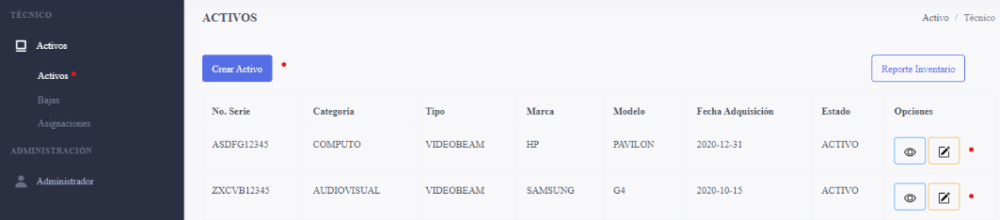 TÉCNICO
Activos
Activos
Bajas
Asignaciones
ADMINISTRACIÓN
Administrador
ACTIVOS
Activo / Técnico
Crear Activo
Reporte Inventario
No. Serie Categoria Tipo Marca Modelo Fecha Adquisición Estado Opciones
ASDFG12345 COMPUTO VIDEOBEAM HP PAVILON 2020-12-31 ACTIVO
ZXCVB12345 AUDIOVISUAL VIDEOBEAM SAMSUNG G4 2020-10-15 ACTIVO